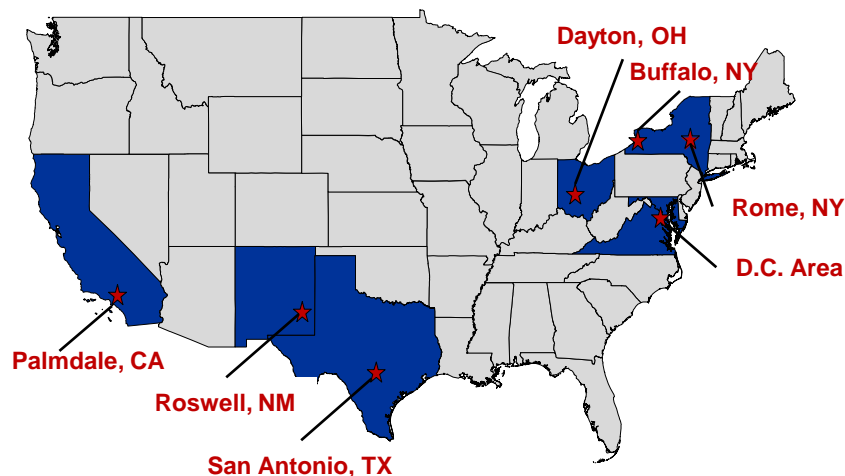 Dayton, OH
Buffalo, NY
Rome, NY
D.C. Area
Palmdale, CA
Roswell, NM
San Antonio, TX